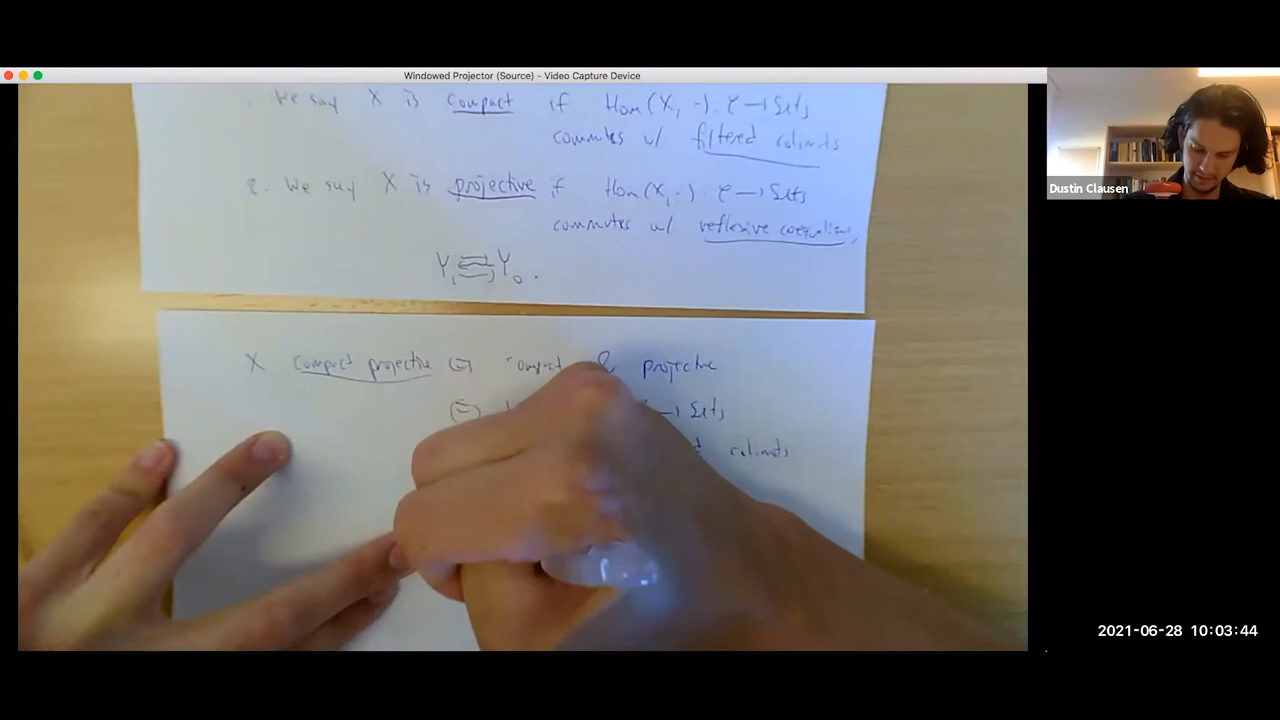 Windowed Projector (Source) - Video Capture Device
We say X is compact if Hom(X, -). C → Sets
commutes w/ filtered colimits
2. We say X is projective if Hom(X, -). C → Sets
commutes w/ reflexive
Y₁ ⇄ Y₀.
X compact projective ⇔ compact & projective
⇔ → Sets
colimits
Dustin Clausen
2021-06-28 10:03:44